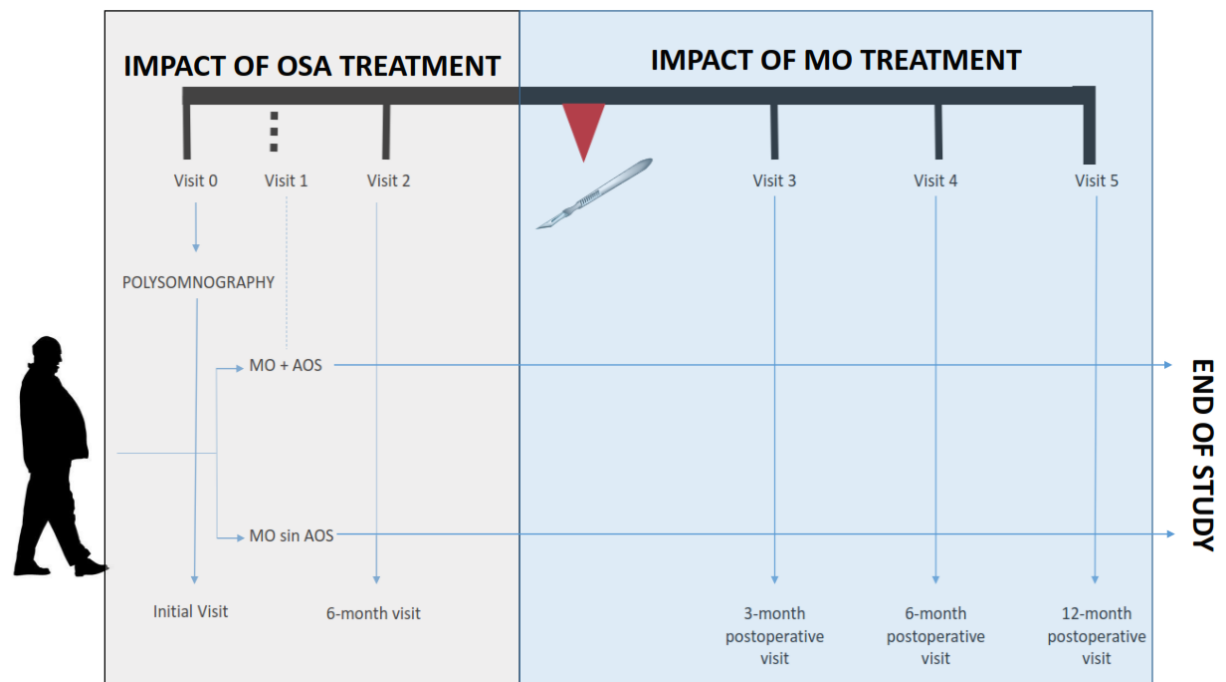 IMPACT OF OSA TREATMENT
IMPACT OF MO TREATMENT
Visit 0
Visit 1
Visit 2
Visit 3
Visit 4
Visit 5
POLYSOMNOGRAPHY
MO + AOS
MO sin AOS
END OF STUDY
Initial Visit
6-month visit
3-month
postoperative
visit
6-month
postoperative
visit
12-month
postoperative
visit